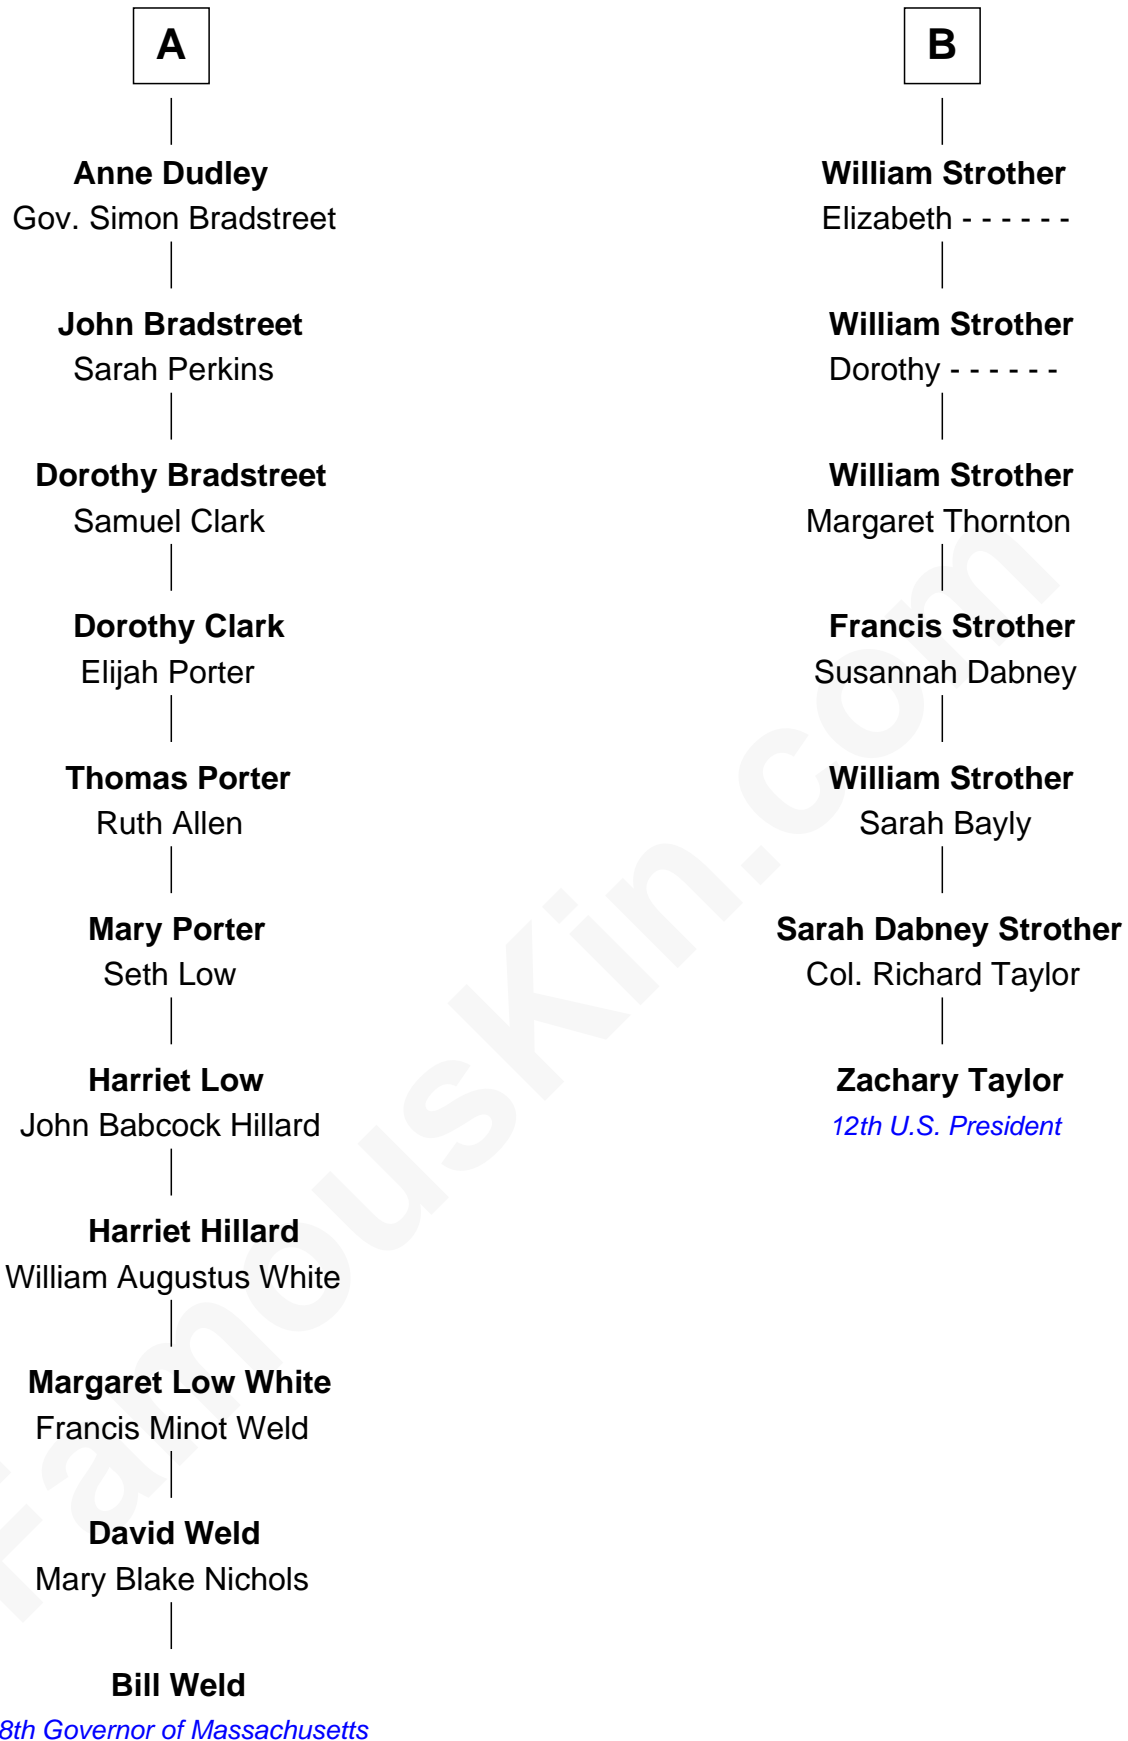 A
Anne Dudley
Gov. Simon Bradstreet
John Bradstreet
Sarah Perkins
Dorothy Bradstreet
Samuel Clark
Dorothy Clark
Elijah Porter
Thomas Porter
Ruth Allen
Mary Porter
Seth Low
Harriet Low
John Babcock Hillard
Harriet Hillard
William Augustus White
Margaret Low White
Francis Minot Weld
David Weld
Mary Blake Nichols
Bill Weld
8th Governor of Massachusetts
B
William Strother
Elizabeth - - - - - -
William Strother
Dorothy - - - - - -
William Strother
Margaret Thornton
Francis Strother
Susannah Dabney
William Strother
Sarah Bayly
Sarah Dabney Strother
Col. Richard Taylor
Zachary Taylor
12th U.S. President
FamousKin.com